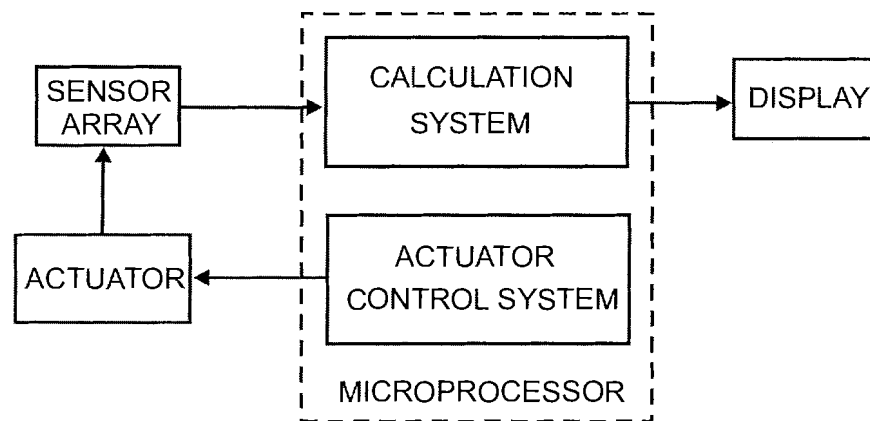 SENSOR
ARRAY
CALCULATION
SYSTEM
DISPLAY
ACTUATOR
ACTUATOR
CONTROL SYSTEM
MICROPROCESSOR